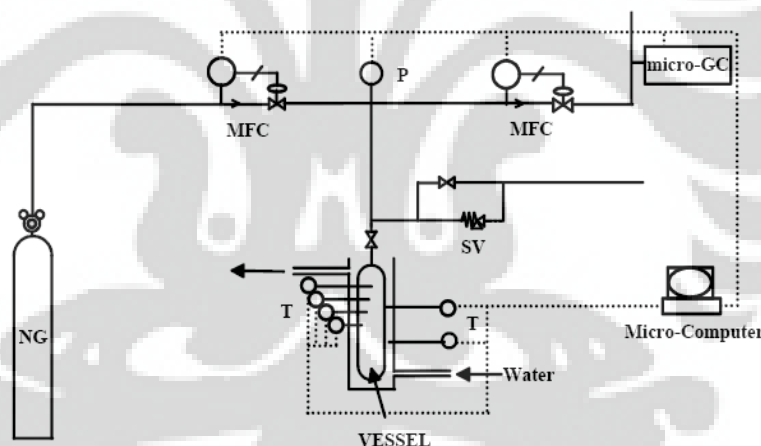 P
micro-GC
MFC
MFC
SV
T
T
NG
Micro-Computer
Water
VESSEL